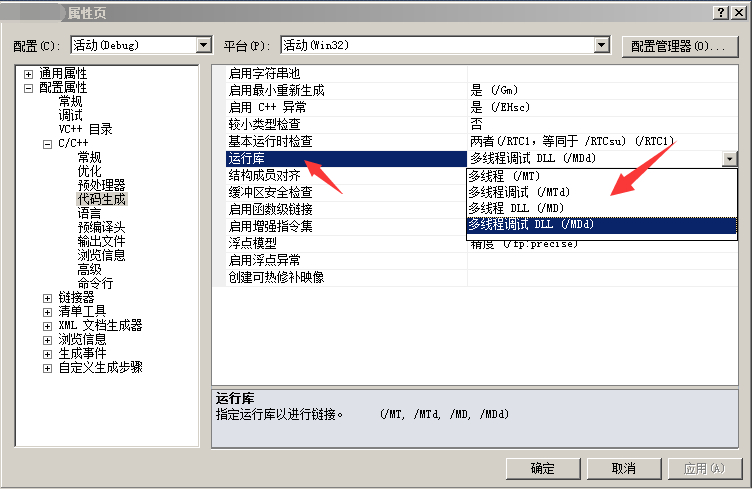 属性页
配置(C): 活动(Debug) 平台(P): 活动(Win32) 配置管理器(O)...
通用属性
配置属性
常规
调试
VC++ 目录
C/C++
常规
优化
预处理器
代码生成
语言
预编译头
输出文件
浏览信息
高级
命令行
链接器
清单工具
XML 文档生成器
浏览信息
生成事件
自定义生成步骤
启用字符串池
启用最小重新生成 是 (/Gm)
启用 C++ 异常 是 (/EHsc)
较小类型检查 否
基本运行时检查 两者(/RTC1，等同于 /RTCsu) (/RTC1)
运行库 多线程调试 DLL (/MDd)
结构成员对齐
缓冲区安全检查
启用函数级链接
启用增强指令集
浮点模型 精度 (/fp:precise)
启用浮点异常
创建可热修补映像
多线程 (/MT)
多线程调试 (/MTd)
多线程 DLL (/MD)
多线程调试 DLL (/MDd)
运行库
指定运行库以进行链接。 (/MT, /MTd, /MD, /MDd)
确定 取消 应用(A)